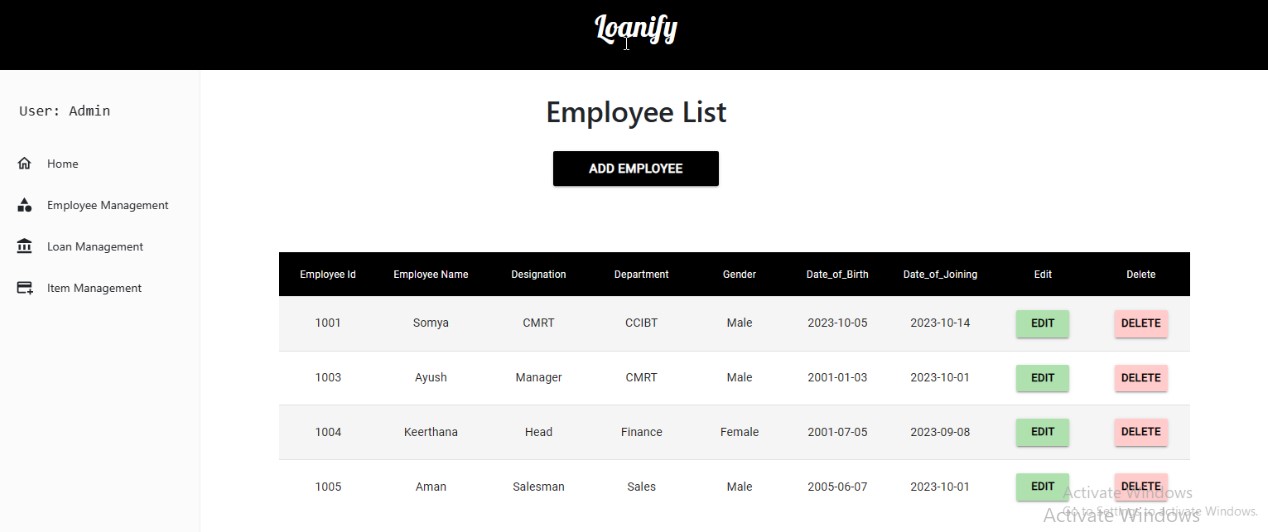 Loanify
User: Admin
Home
Employee Management
Loan Management
Item Management
Employee List
ADD EMPLOYEE
Employee Id Employee Name Designation Department Gender Date_of_Birth Date_of_Joining Edit Delete
1001 Somya CMRT CCIBT Male 2023-10-05 2023-10-14 EDIT DELETE
1003 Ayush Manager CMRT Male 2001-01-03 2023-10-01 EDIT DELETE
1004 Keerthana Head Finance Female 2001-07-05 2023-09-08 EDIT DELETE
1005 Aman Salesman Sales Male 2005-06-07 2023-10-01 EDIT DELETE
Activate Windows
Go to Settings to activate Windows.
Activate Windows